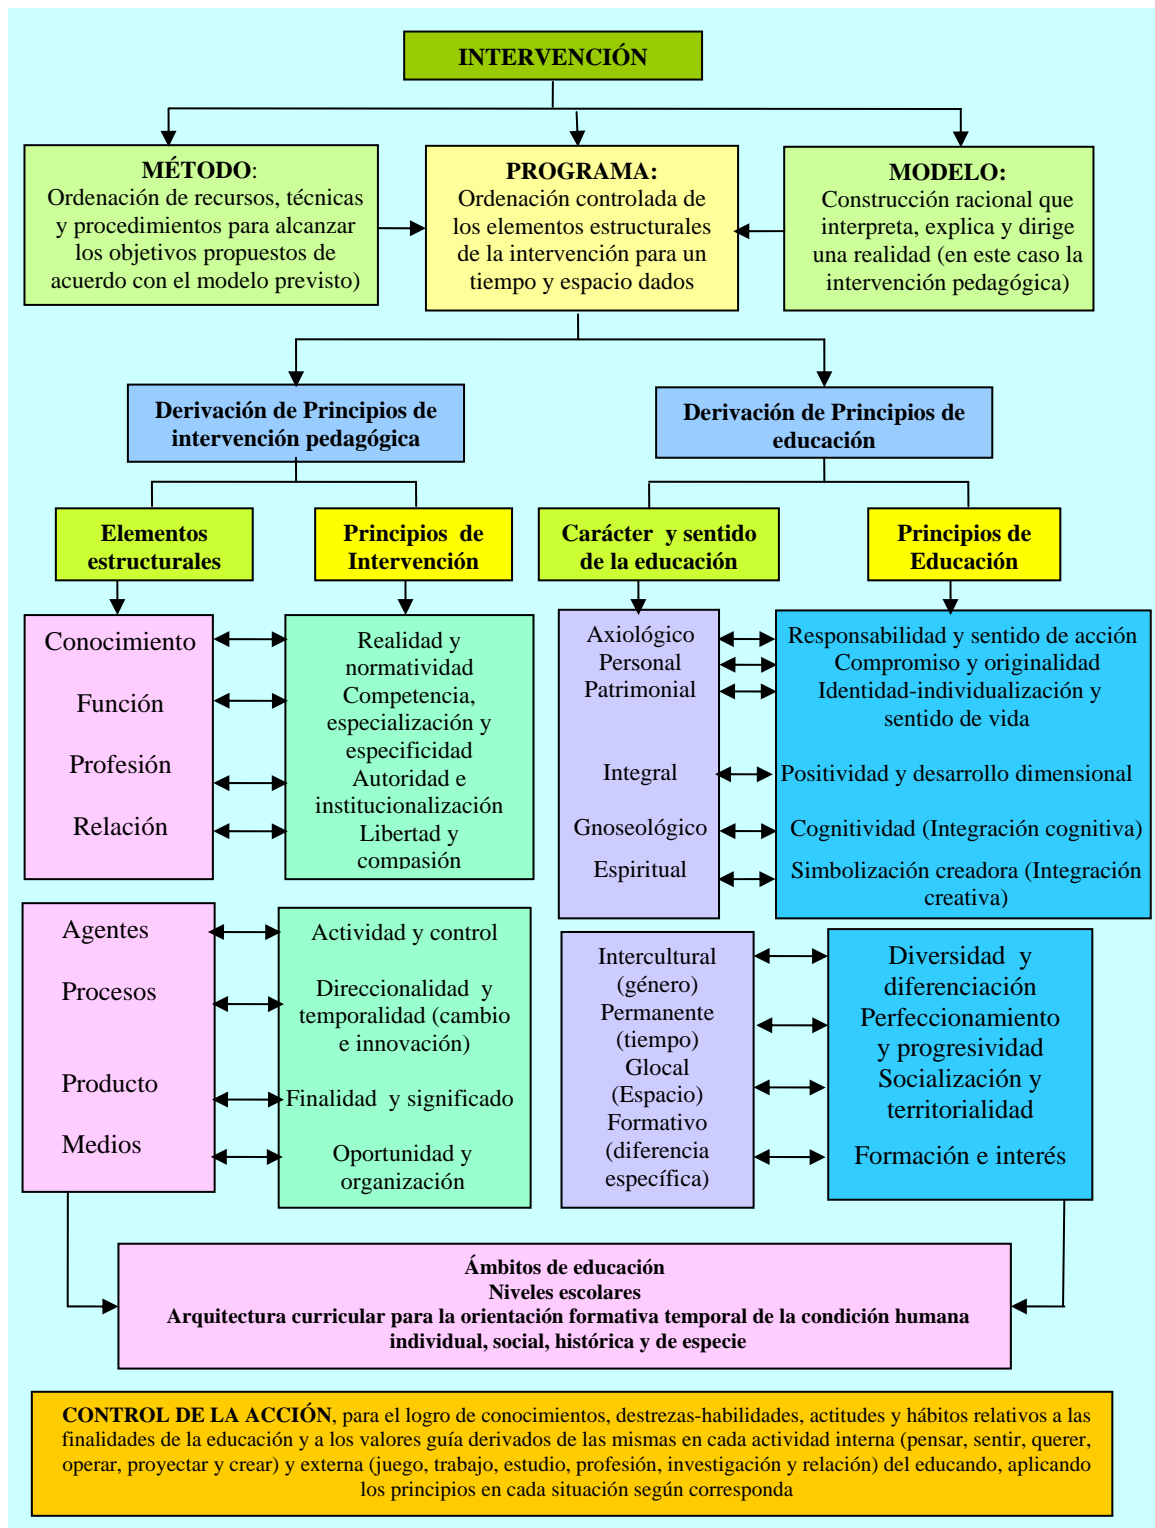 INTERVENCIÓN
MÉTODO:
Ordenación de recursos, técnicas
y procedimientos para alcanzar
los objetivos propuestos de
acuerdo con el modelo previsto)
PROGRAMA:
Ordenación controlada de
los elementos estructurales
de la intervención para un
tiempo y espacio dados
MODELO:
Construcción racional que
interpreta, explica y dirige
una realidad (en este caso la
intervención pedagógica)
Derivación de Principios de
intervención pedagógica
Derivación de Principios de
educación
Elementos
estructurales
Principios de
Intervención
Carácter y sentido
de la educación
Principios de
Educación
Conocimiento
Función
Profesión
Relación
Realidad y
normatividad
Competencia,
especialización y
especificidad
Autoridad e
institucionalización
Libertad y
compasión
Axiológico
Personal
Patrimonial
Integral
Gnoseológico
Espiritual
Responsabilidad y sentido de acción
Compromiso y originalidad
Identidad-individualización y
sentido de vida
Positividad y desarrollo dimensional
Cognitividad (Integración cognitiva)
Simbolización creadora (Integración
creativa)
Agentes
Procesos
Producto
Medios
Actividad y control
Direccionalidad y
temporalidad (cambio
e innovación)
Finalidad y significado
Oportunidad y
organización
Intercultural
(género)
Permanente
(tiempo)
Glocal
(Espacio)
Formativo
(diferencia
específica)
Diversidad y
diferenciación
Perfeccionamiento
y progresividad
Socialización y
territorialidad
Formación e interés
Ámbitos de educación
Niveles escolares
Arquitectura curricular para la orientación formativa temporal de la condición humana
individual, social, histórica y de especie
CONTROL DE LA ACCIÓN, para el logro de conocimientos, destrezas-habilidades, actitudes y hábitos relativos a las
finalidades de la educación y a los valores guía derivados de las mismas en cada actividad interna (pensar, sentir, querer,
operar, proyectar y crear) y externa (juego, trabajo, estudio, profesión, investigación y relación) del educando, aplicando
los principios en cada situación según corresponda